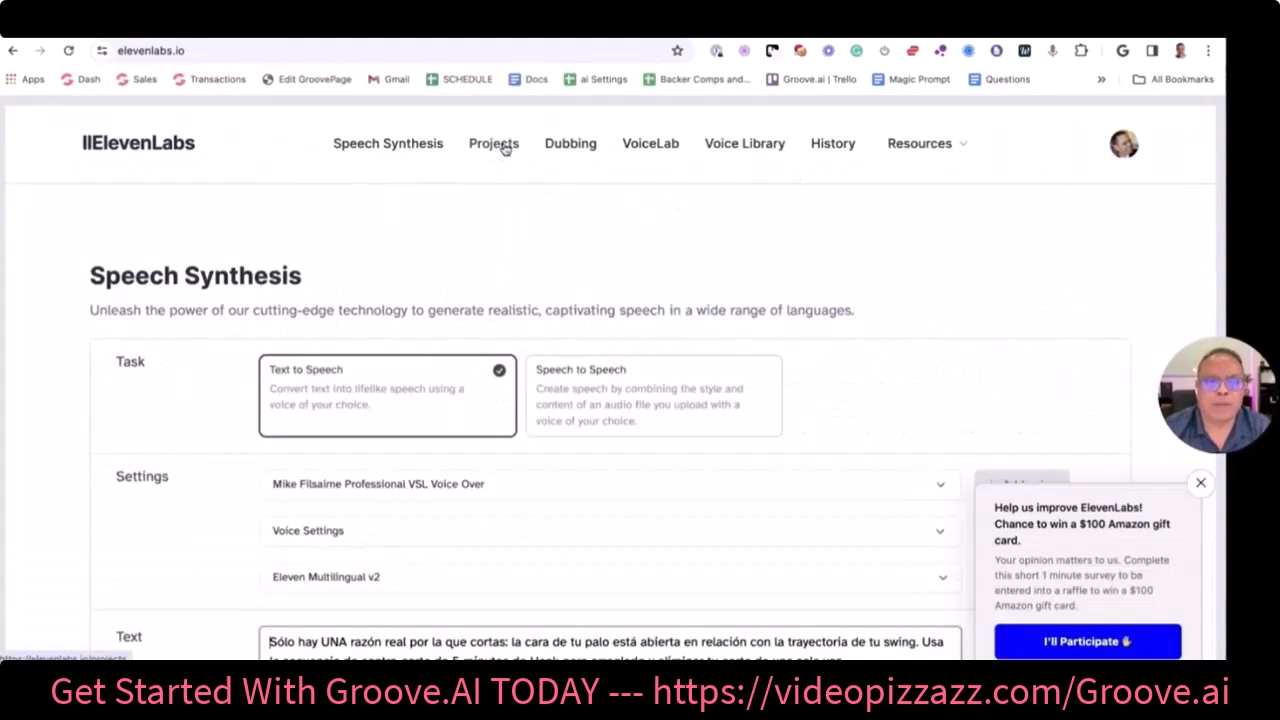 elevenlabs.io
Apps Dash Sales Transactions Edit GroovePage Gmail SCHEDULE Docs ai Settings Backer Comps and... Groove.ai | Trello Magic Prompt Questions » All Bookmarks
IIElevenLabs Speech Synthesis Projects Dubbing VoiceLab Voice Library History Resources
Speech Synthesis
Unleash the power of our cutting-edge technology to generate realistic, captivating speech in a wide range of languages.
Task
Text to Speech
Convert text into lifelike speech using a
voice of your choice.
Speech to Speech
Create speech by combining the style and
content of an audio file you upload with a
voice of your choice.
Settings
Mike Filsaime Professional VSL Voice Over
Voice Settings
Eleven Multilingual v2
Help us improve ElevenLabs!
Chance to win a $100 Amazon gift
card.
Your opinion matters to us. Complete
this short 1 minute survey to be
entered into a raffle to win a $100
Amazon gift card.
I'll Participate
Text
Sólo hay UNA razón real por la que cortas: la cara de tu palo está abierta en relación con la trayectoria de tu swing. Usa
https://elevenlabs.io/projects
Get Started With Groove.AI TODAY --- https://videopizzazz.com/Groove.ai